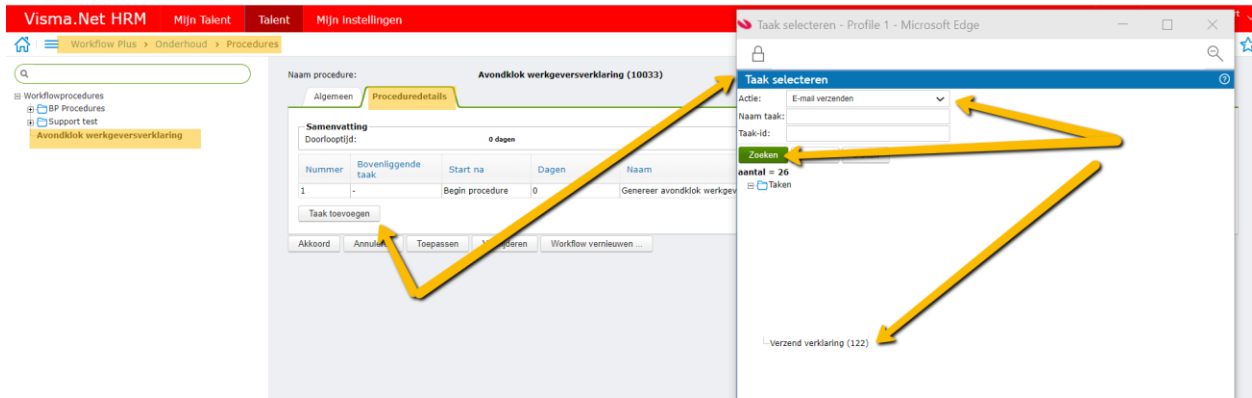 Visma.Net HRM Mijn Talent Talent Mijn instellingen
Workflow Plus > Onderhoud > Procedures
Workflowprocedures
BP Procedures
Support test
Avondklok werkgeversverklaring
Naam procedure: Avondklok werkgeversverklaring (10033)
Algemeen Proceduredetails
Samenvatting
Doorlooptijd: 0 dagen
Nummer Bovenliggende taak Start na Dagen Naam
1 - Begin procedure 0 Genereer avondklok werkgev
Taak toevoegen
Akkoord Toepassen Workflow vernieuwen ...
Taak selecteren - Profile 1 - Microsoft Edge
Taak selecteren
Actie: E-mail verzenden
Naam taak:
Taak-id:
Zoeken
aantal = 26
Taken
Verzend verklaring (122)